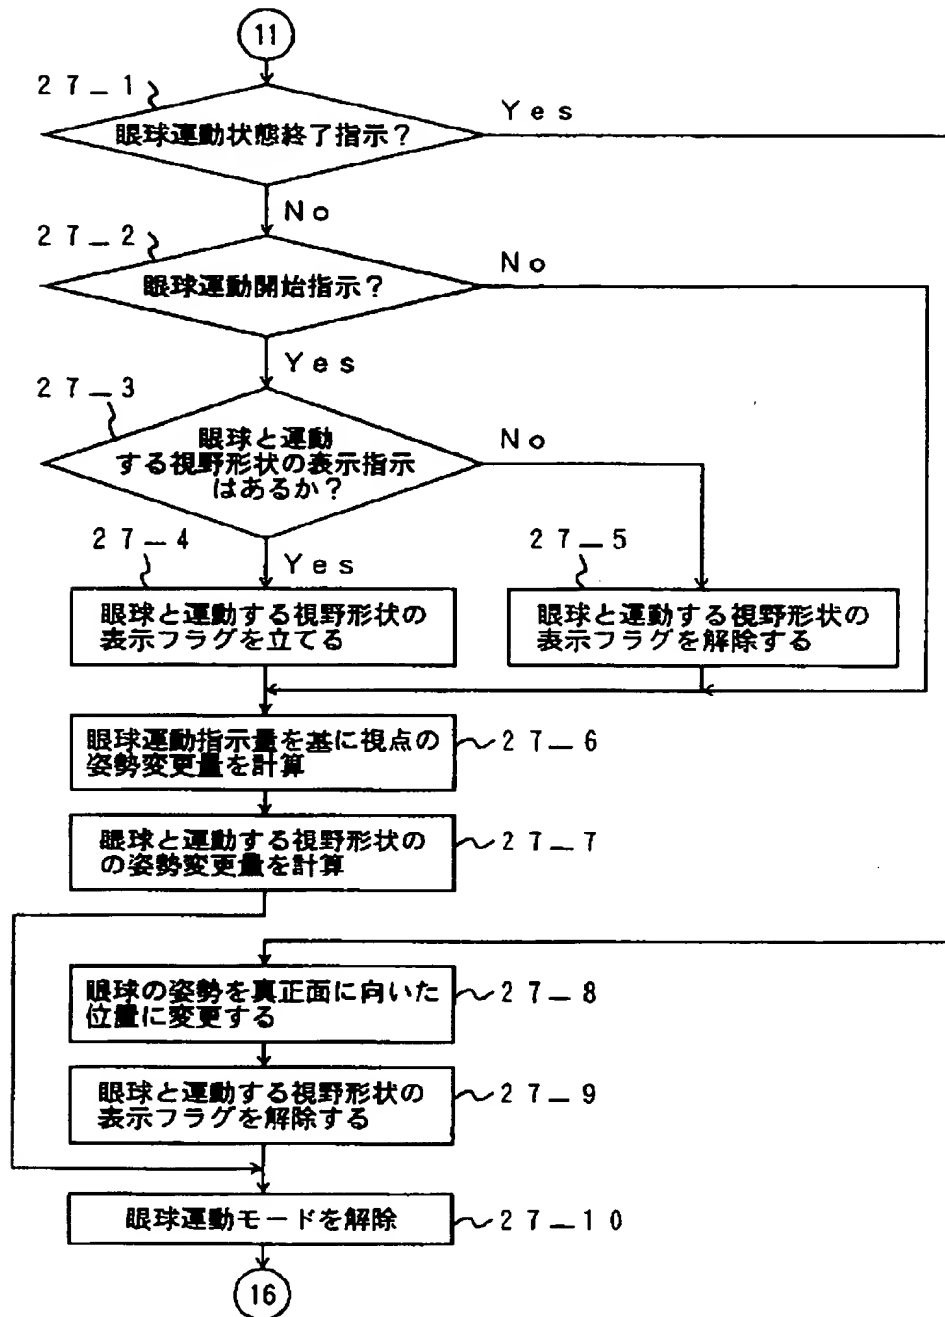 11
27_1
Yes
眼球運動状態終了指示?
No
27_2
No
眼球運動開始指示?
Yes
27_3
No
眼球と運動
する視野形状の表示指示
はあるか?
27_4
Yes
27_5
眼球と運動する視野形状の
表示フラグを立てる
眼球と運動する視野形状の
表示フラグを解除する
眼球運動指示量を基に視点の
姿勢変更量を計算
27_6
眼球と運動する視野形状の
の姿勢変更量を計算
27_7
眼球の姿勢を真正面に向いた
位置に変更する
27_8
眼球と運動する視野形状の
表示フラグを解除する
27_9
眼球運動モードを解除
27_10
16